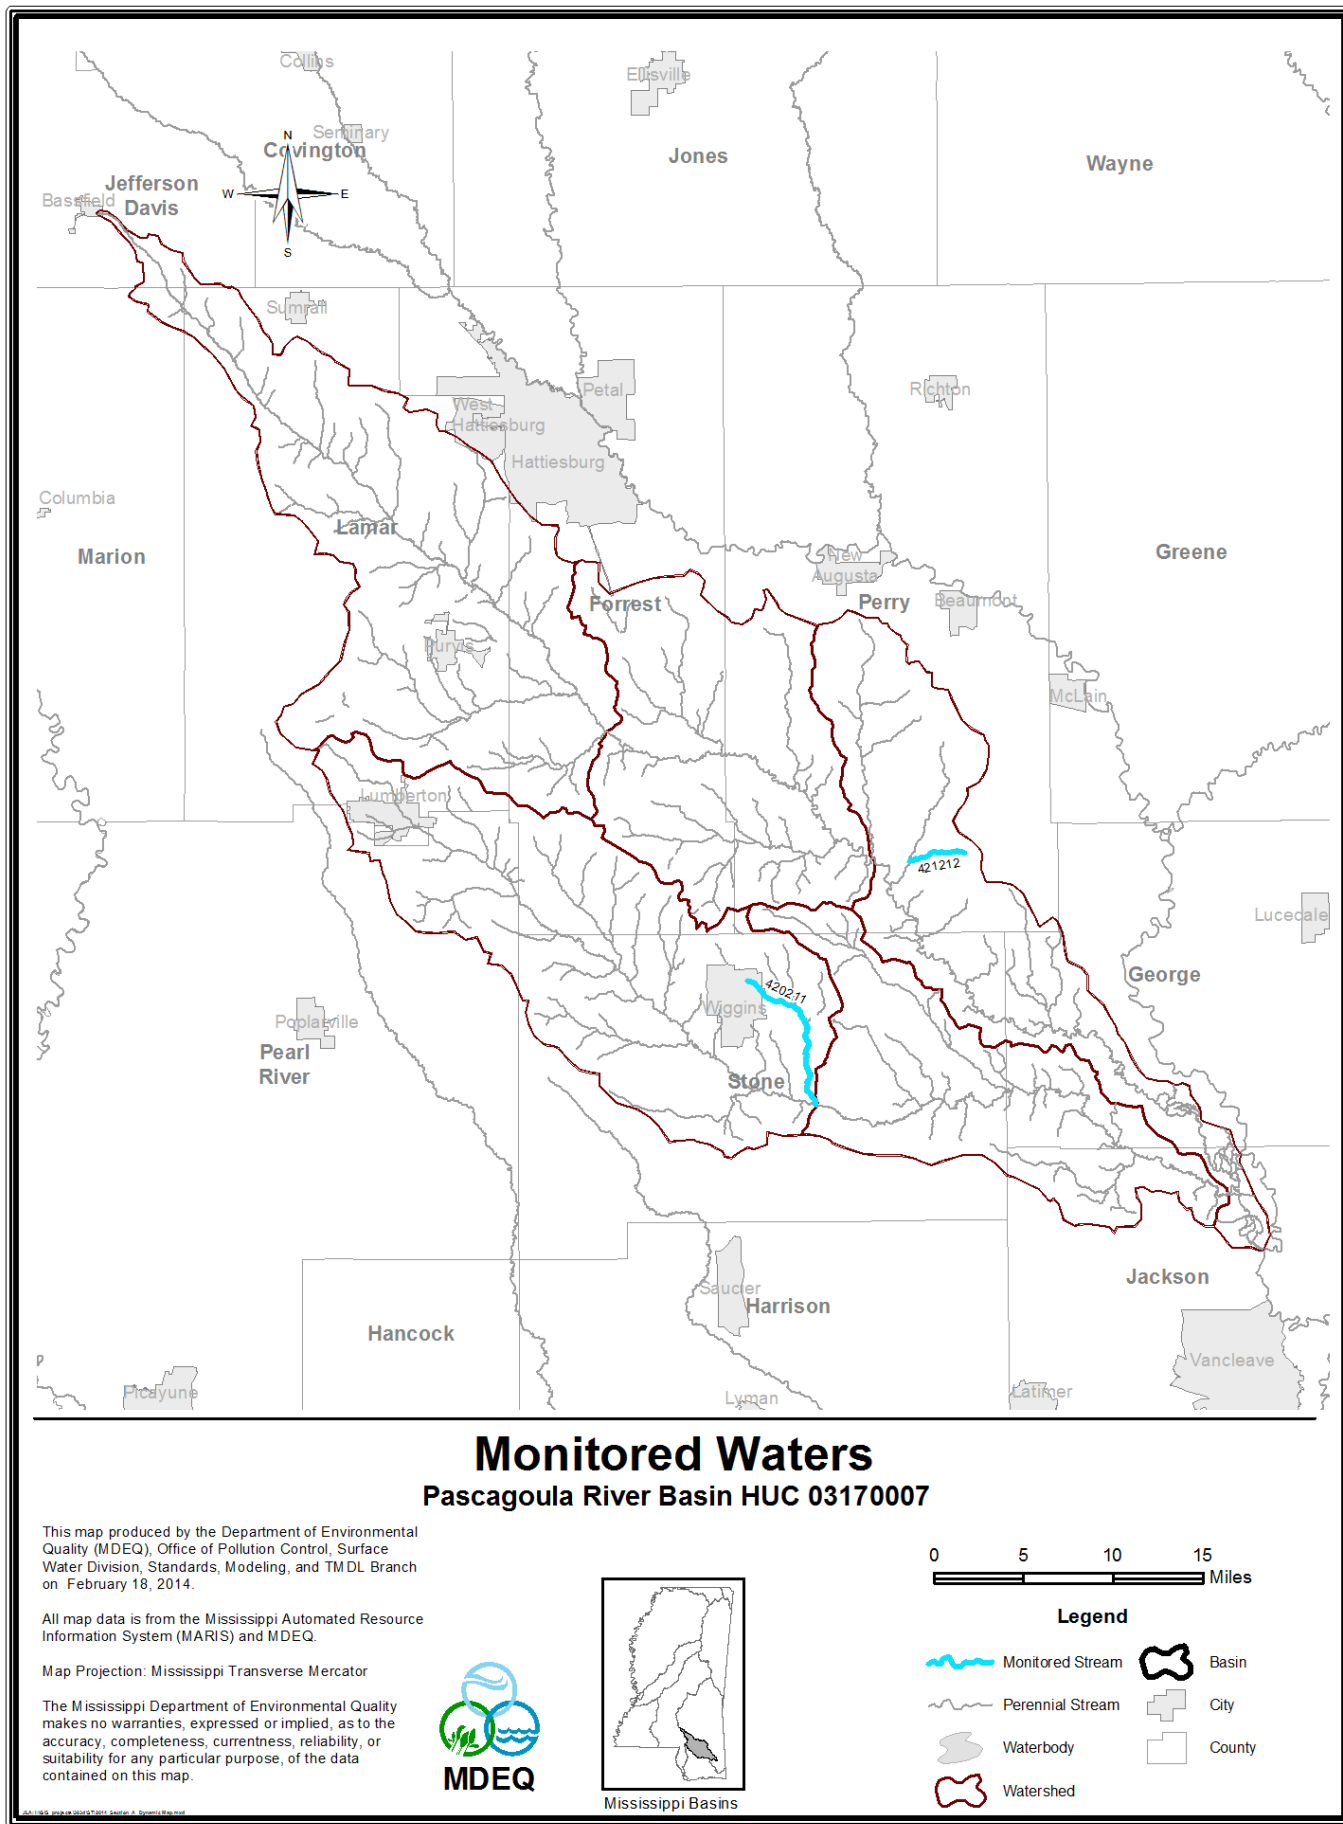 Collins
Ellisville
Seminary
N
Covington
Jones
Wayne
W
E
Jefferson
Davis
Bassfield
S
Sumrall
Petal
Richton
West
Hattiesburg
Hattiesburg
Columbia
Lamar
Marion
Greene
New
Augusta
Forrest
Perry
Beaumont
Purvis
McLain
Lumberton
421212
Lucedale
George
420211
Wiggins
Poplarville
Pearl
River
Stone
Jackson
Saucier
Harrison
Hancock
Vancleave
Picayune
Lyman
Latimer
Monitored Waters
Pascagoula River Basin HUC 03170007
This map produced by the Department of Environmental
Quality (MDEQ), Office of Pollution Control, Surface
Water Division, Standards, Modeling, and TMDL Branch
on February 18, 2014.
All map data is from the Mississippi Automated Resource
Information System (MARIS) and MDEQ.
Map Projection: Mississippi Transverse Mercator
The Mississippi Department of Environmental Quality
makes no warranties, expressed or implied, as to the
accuracy, completeness, currentness, reliability, or
suitability for any particular purpose, of the data
contained on this map.
MDEQ
Mississippi Basins
0 5 10 15
Miles
Legend
Monitored Stream
Basin
Perennial Stream
City
Waterbody
County
Watershed